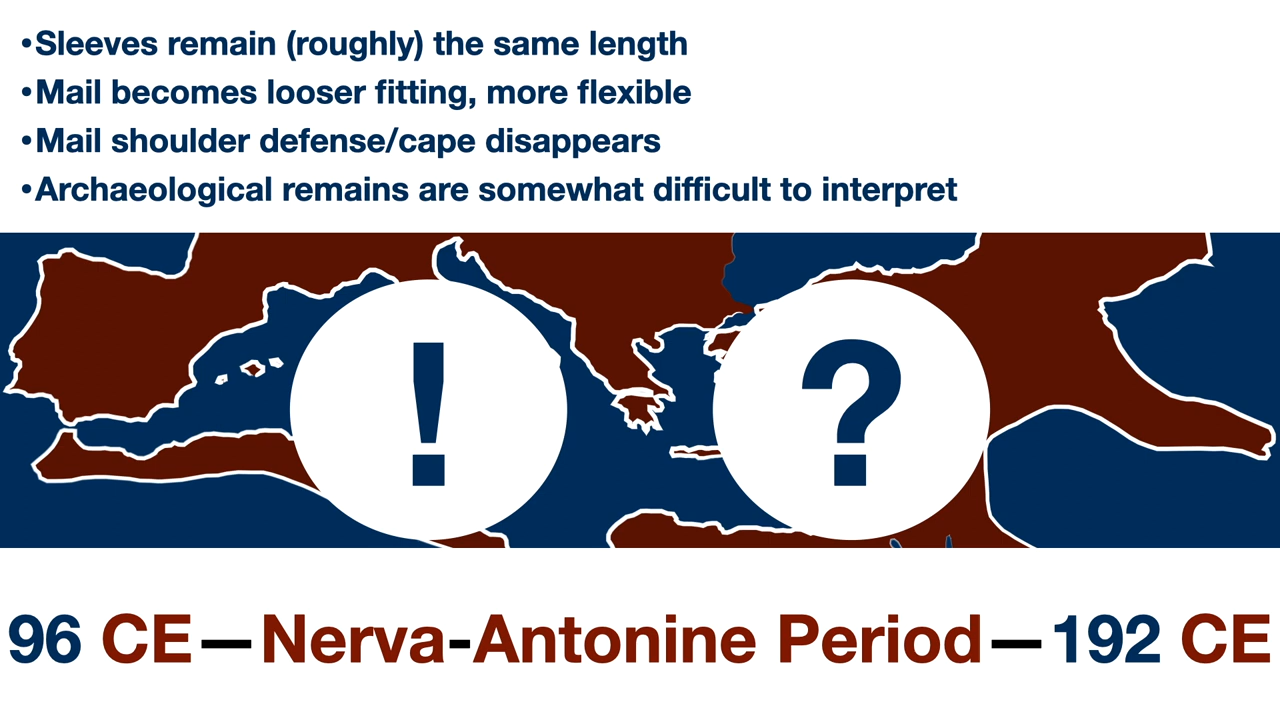 •Sleeves remain (roughly) the same length
•Mail becomes looser fitting, more flexible
•Mail shoulder defense/cape disappears
•Archaeological remains are somewhat difficult to interpret
! ?
96 CE—Nerva-Antonine Period—192 CE